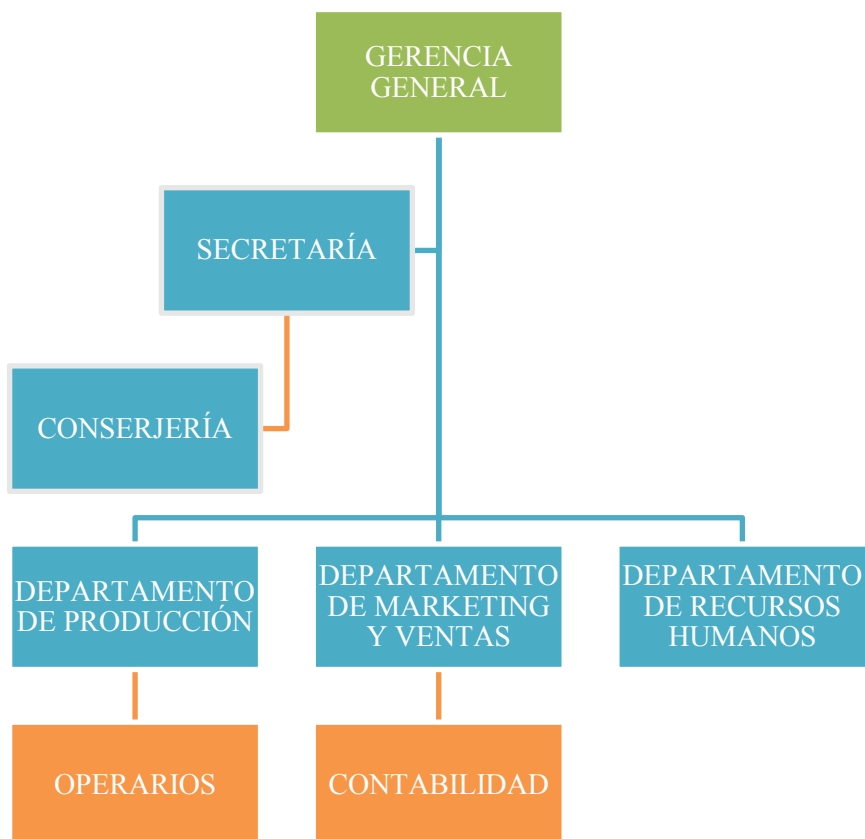 GERENCIA
GENERAL
SECRETARÍA
CONSERJERÍA
DEPARTAMENTO
DE PRODUCCIÓN
DEPARTAMENTO
DE MARKETING
Y VENTAS
DEPARTAMENTO
DE RECURSOS
HUMANOS
OPERARIOS
CONTABILIDAD